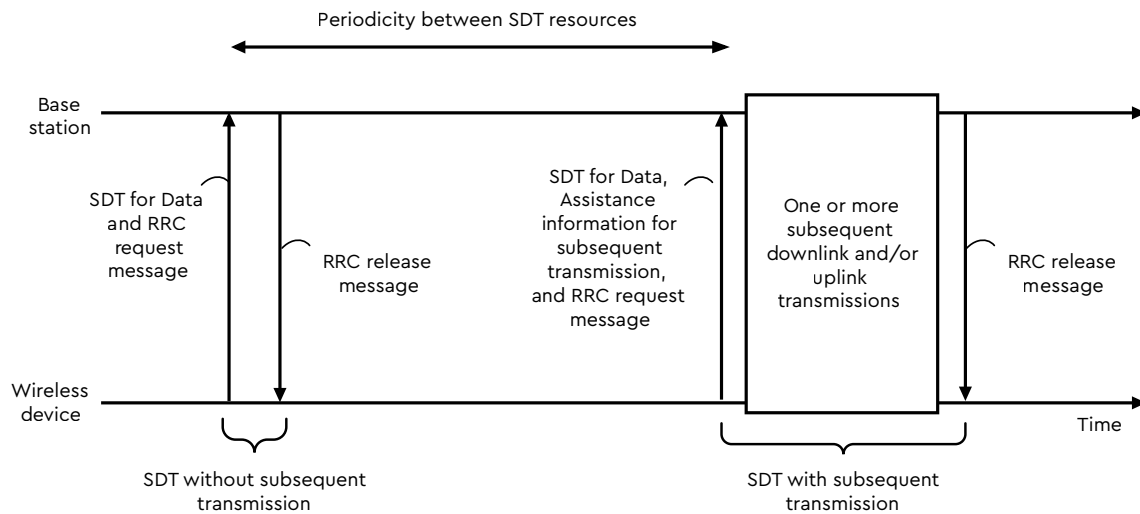 Periodicity between SDT resources
Base
station
SDT for Data
and RRC
request
message
RRC release
message
SDT for Data,
Assistance
information for
subsequent
transmission,
and RRC request
message
One or more
subsequent
downlink and/or
uplink
transmissions
RRC release
message
Wireless
device
Time
SDT without subsequent
transmission
SDT with subsequent
transmission